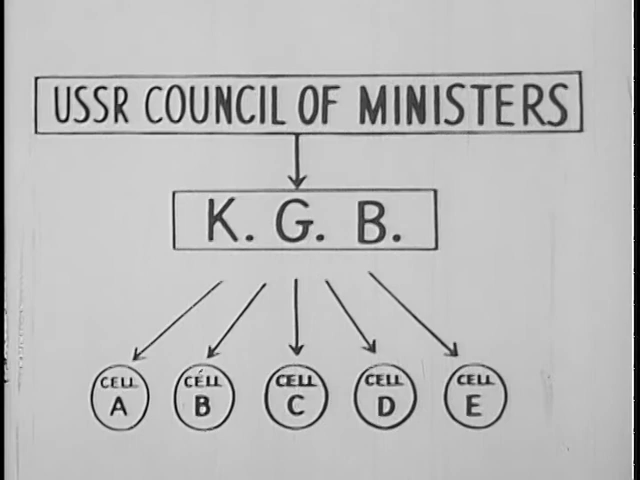 USSR COUNCIL OF MINISTERS
K. G. B.
CELL CELL CELL CELL CELL
A B C D E